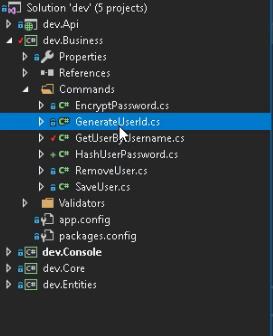 Solution 'dev' (5 projects)
dev.Api
dev.Business
Properties
References
Commands
C# EncryptPassword.cs
C# GenerateUserId.cs
C# GetUserByUsername.cs
C# HashUserPassword.cs
C# RemoveUser.cs
C# SaveUser.cs
Validators
app.config
packages.config
dev.Console
dev.Core
dev.Entities